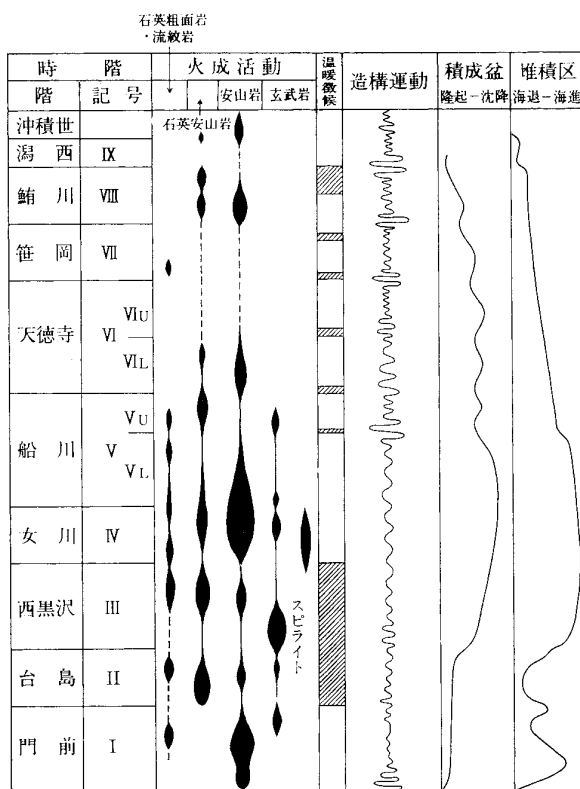 石英粗面岩
・流紋岩
時 階
火成活動
温暖徴候
造構運動
積成盆
堆積区
階
記号
安山岩
玄武岩
隆起－沈降
海退－海進
石英安山岩
沖積世
潟西 IX
鮪川 VIII
笹岡 VII
天徳寺 VI
VIU
VIL
船川 V
VU
VL
女川 IV
西黒沢 III
スピライト
台島 II
門前 I